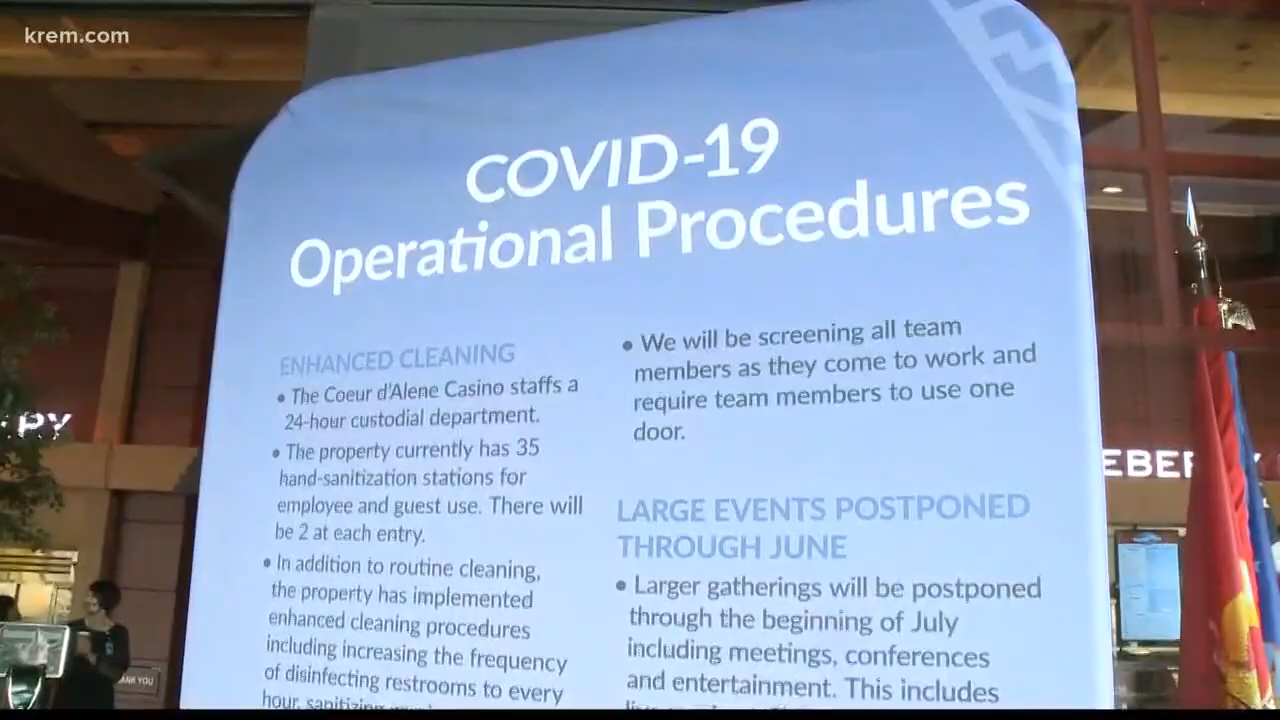 krem.com
COVID-19
Operational Procedures
ENHANCED CLEANING
• The Coeur d'Alene Casino staffs a
24-hour custodial department.
• The property currently has 35
hand-sanitization stations for
employee and guest use. There will
be 2 at each entry.
• In addition to routine cleaning,
the property has implemented
enhanced cleaning procedures
including increasing the frequency
of disinfecting restrooms to every
hour, sanitizing
• We will be screening all team
members as they come to work and
require team members to use one
door.
LARGE EVENTS POSTPONED
THROUGH JUNE
• Larger gatherings will be postponed
through the beginning of July
including meetings, conferences
and entertainment. This includes
PY
EBER
ANK YOU